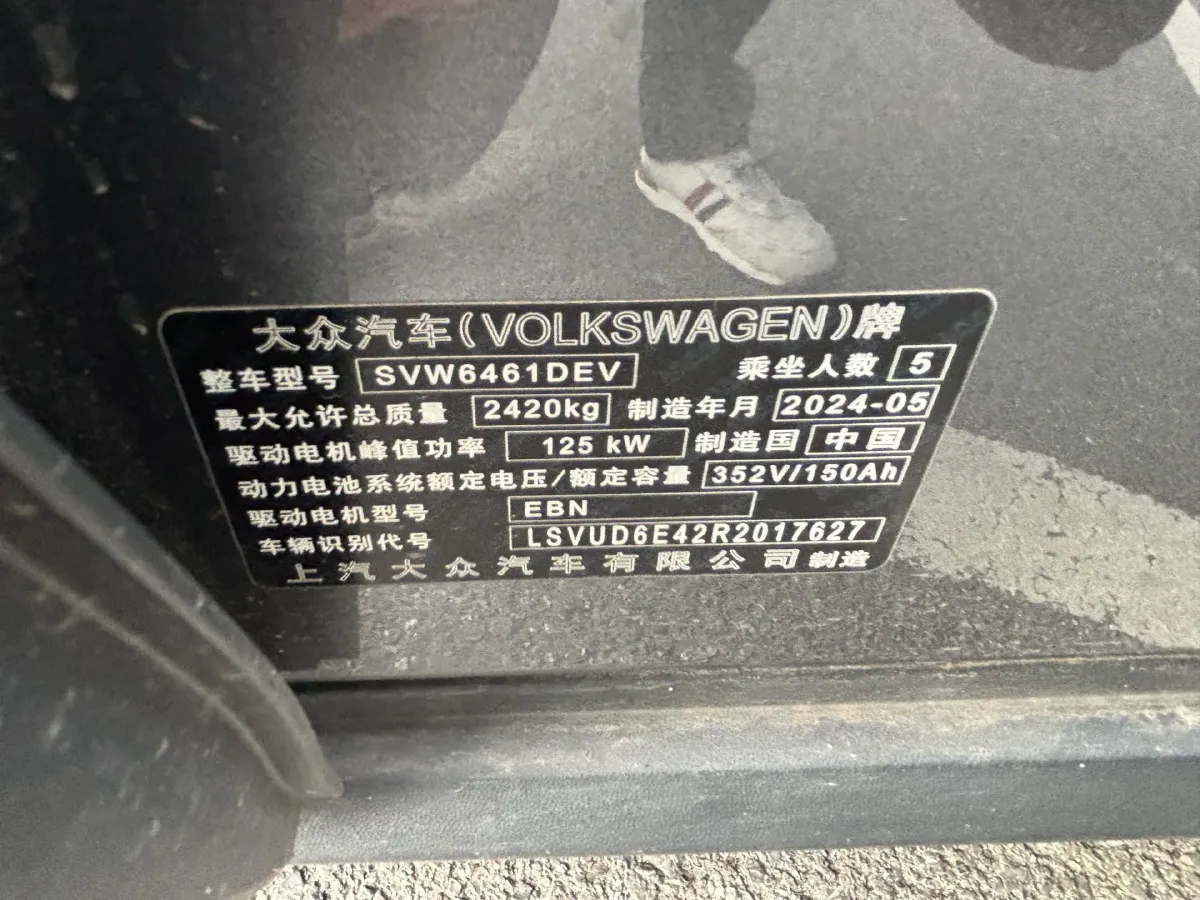 大众汽车(VOLKSWAGEN)牌
整车型号 SVW6461DEV 乘坐人数 5
最大允许总质量 2420kg 制造年月 2024-05
驱动电机峰值功率 125 kW 制造国 中国
动力电池系统额定电压/额定容量 352V/150Ah
驱动电机型号 EBN
车辆识别代号 LSVUD6E42R2017627
上汽大众汽车有限公司制造